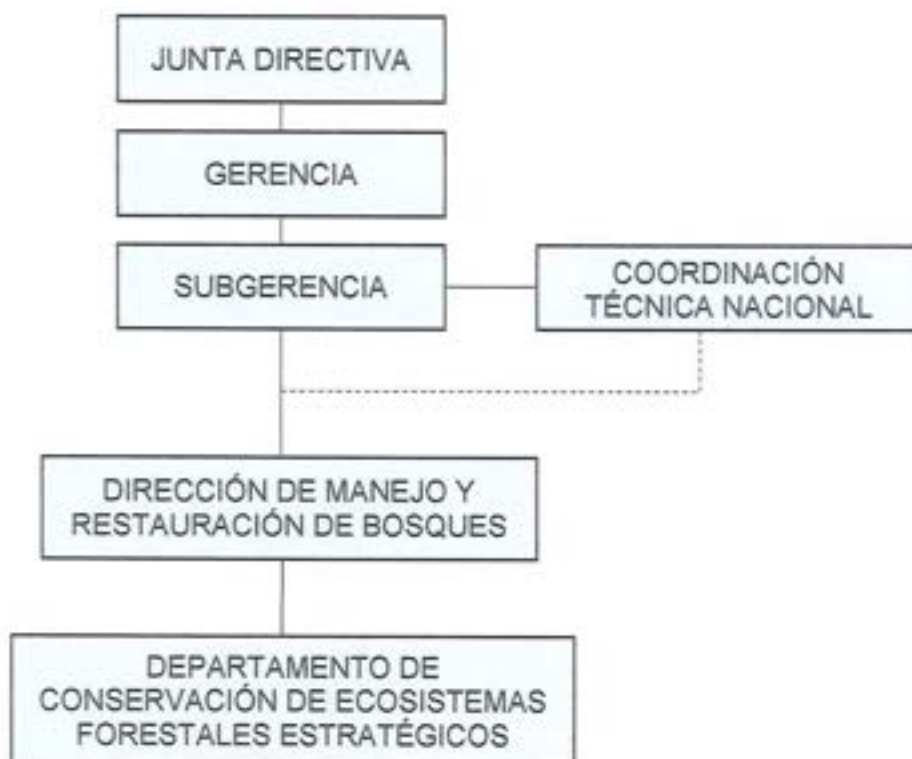 JUNTA DIRECTIVA
GERENCIA
SUBGERENCIA
COORDINACIÓN
TÉCNICA NACIONAL
DIRECCIÓN DE MANEJO Y
RESTAURACIÓN DE BOSQUES
DEPARTAMENTO DE
CONSERVACIÓN DE ECOSISTEMAS
FORESTALES ESTRATÉGICOS